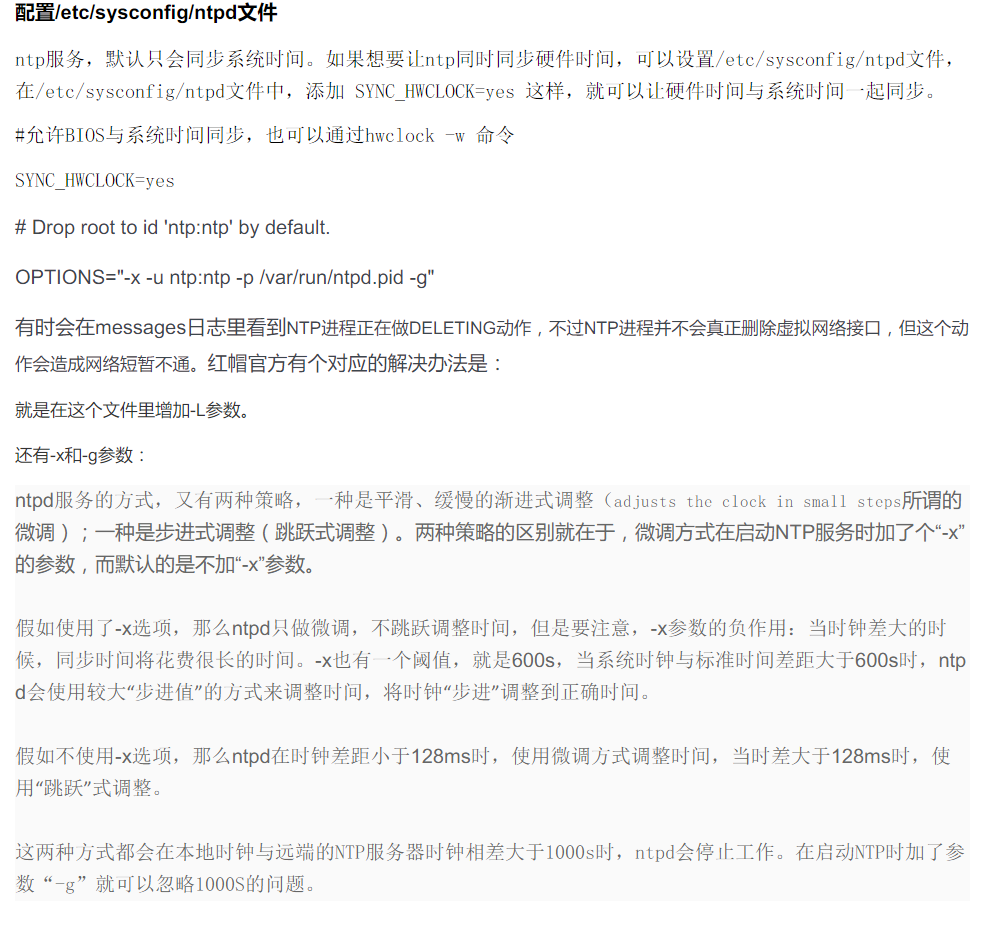 配置/etc/sysconfig/ntpd文件
ntp服务，默认只会同步系统时间。如果想要让ntp同时同步硬件时间，可以设置/etc/sysconfig/ntpd文件，
在/etc/sysconfig/ntpd文件中，添加 SYNC_HWCLOCK=yes 这样，就可以让硬件时间与系统时间一起同步。
#允许BIOS与系统时间同步，也可以通过hwclock -w 命令
SYNC_HWCLOCK=yes
# Drop root to id 'ntp:ntp' by default.
OPTIONS="-x -u ntp:ntp -p /var/run/ntpd.pid -g"
有时会在messages日志里看到NTP进程正在做DELETING动作，不过NTP进程并不会真正删除虚拟网络接口，但这个动
作会造成网络短暂不通。红帽官方有个对应的解决办法是：
就是在这个文件里增加-L参数。
还有-x和-g参数：
ntpd服务的方式，又有两种策略，一种是平滑、缓慢的渐进式调整（adjusts the clock in small steps所谓的
微调）；一种是步进式调整（跳跃式调整）。两种策略的区别就在于，微调方式在启动NTP服务时加了个“-x”
的参数，而默认的是不加“-x”参数。
假如使用了-x选项，那么ntpd只做微调，不跳跃调整时间，但是要注意，-x参数的负作用：当时钟差大的时
候，同步时间将花费很长的时间。-x也有一个阈值，就是600s，当系统时钟与标准时间差距大于600s时，ntp
d会使用较大“步进值”的方式来调整时间，将时钟“步进”调整到正确时间。
假如不使用-x选项，那么ntpd在时钟差距小于128ms时，使用微调方式调整时间，当时差大于128ms时，使
用“跳跃”式调整。
这两种方式都会在本地时钟与远端的NTP服务器时钟相差大于1000s时，ntpd会停止工作。在启动NTP时加了参
数“-g”就可以忽略1000S的问题。